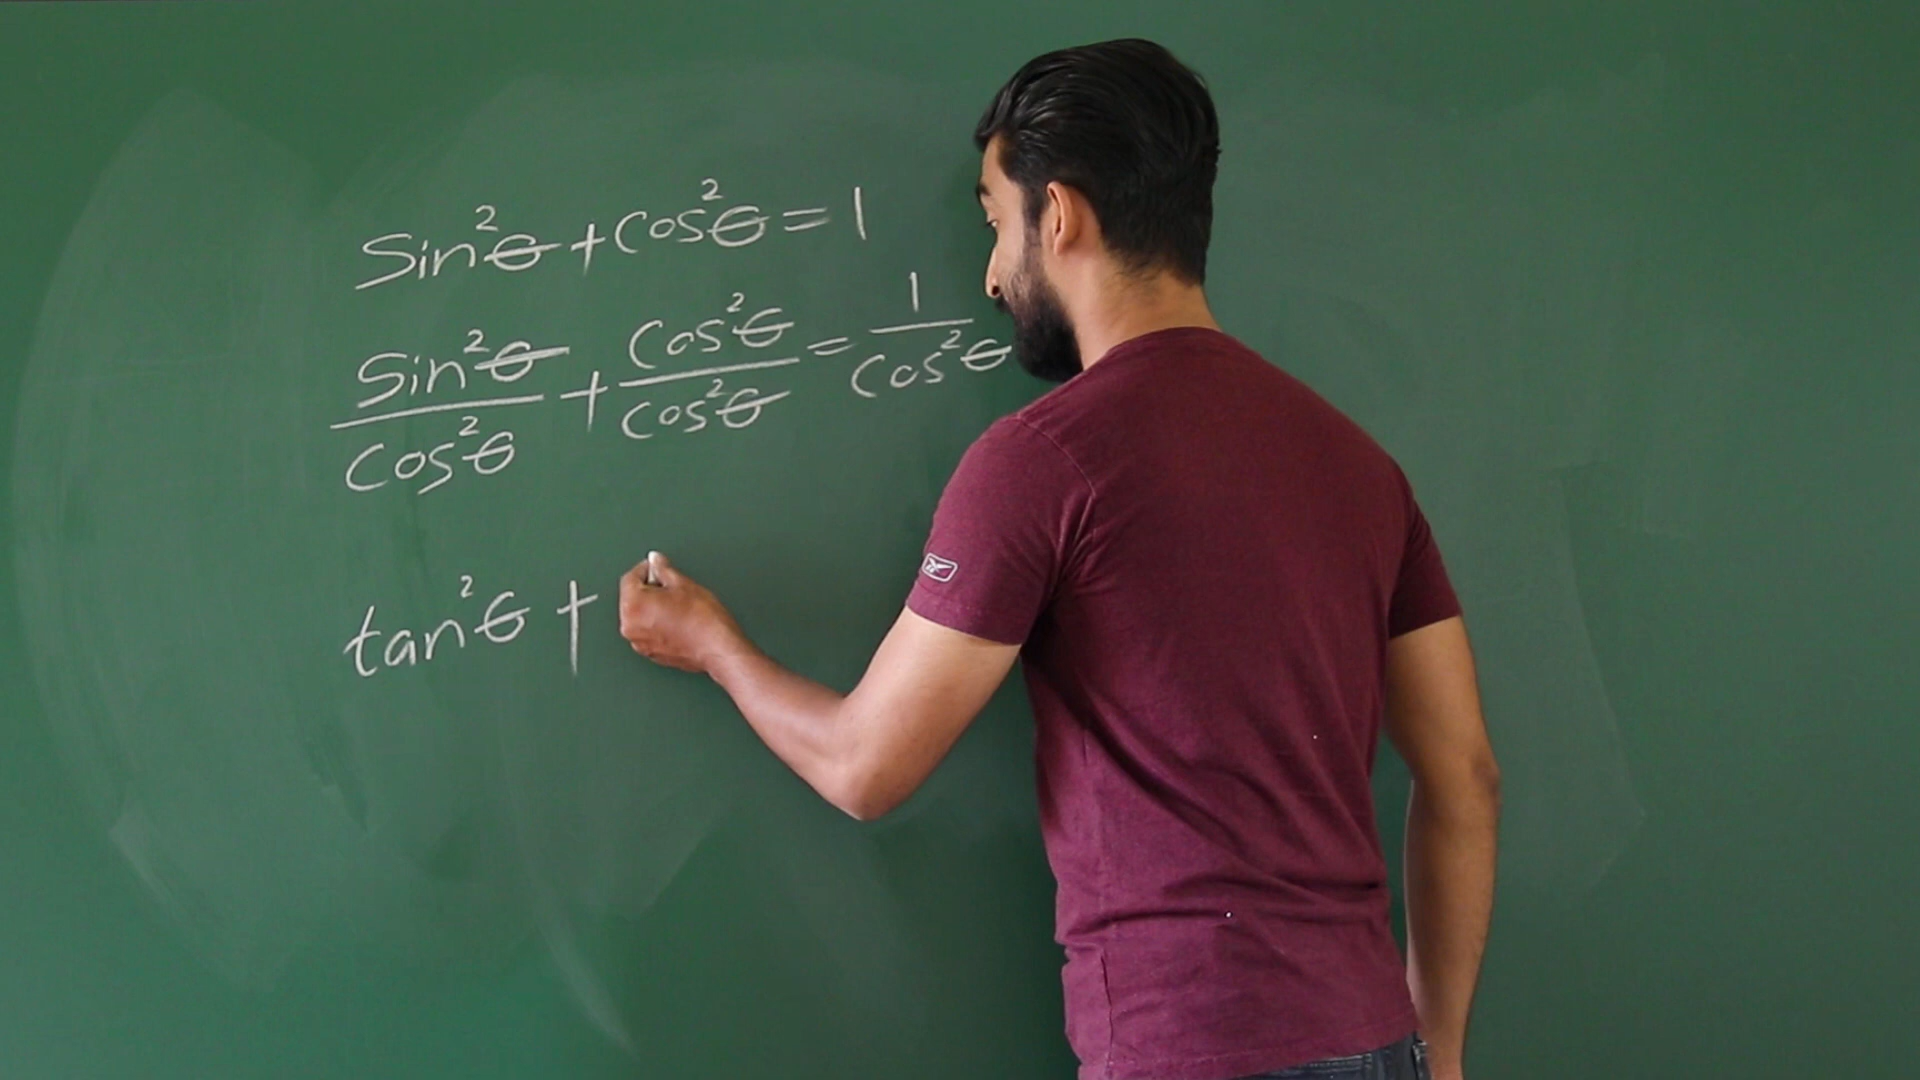 Sin²θ + Cos²θ = 1
Sin²θ/Cos²θ + Cos²θ/Cos²θ = 1/Cos²θ
tan²θ +